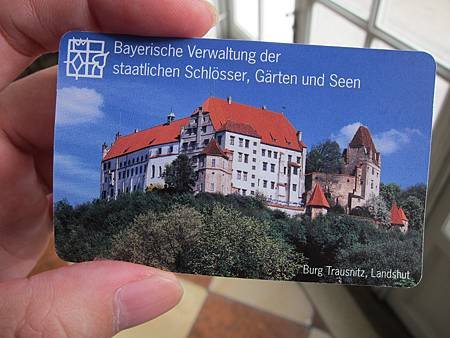 Bayerische Verwaltung der
staatlichen Schlösser, Gärten und Seen
Burg Trausnitz, Landshut